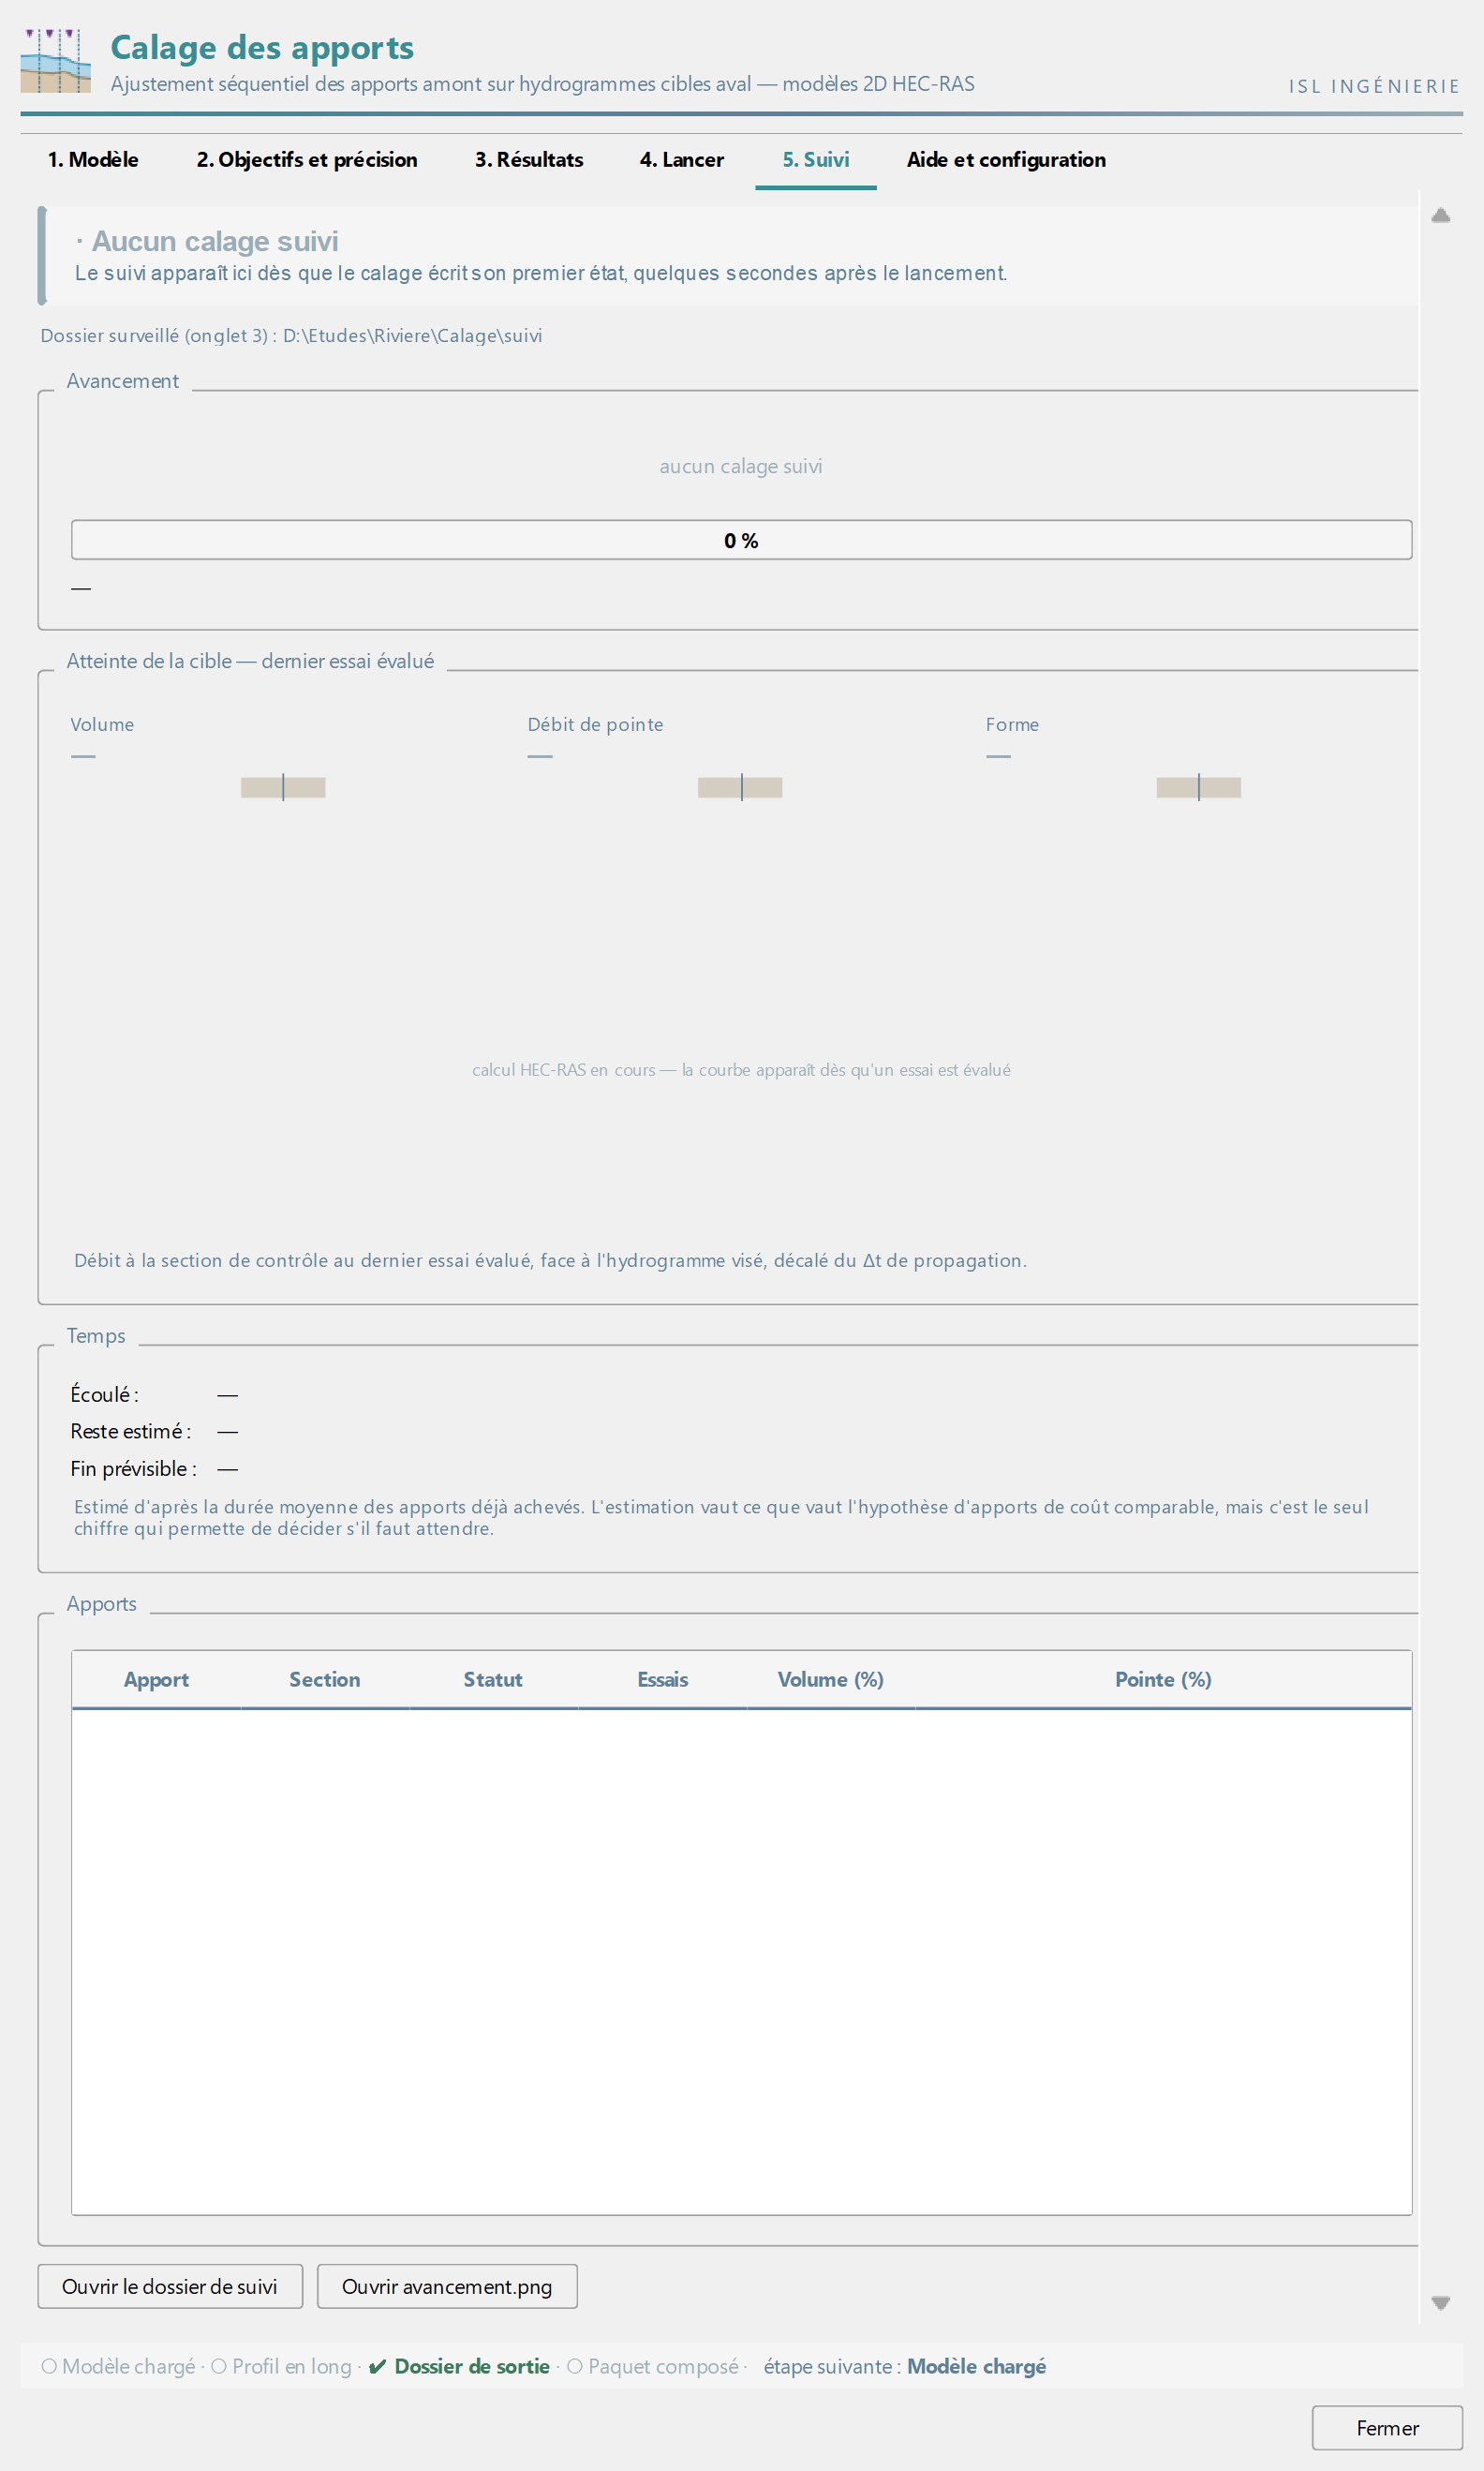 Calage des apports
Ajustement séquentiel des apports amont sur hydrogrammes cibles aval — modèles 2D HEC-RAS
ISL INGÉNIERIE
1. Modèle
2. Objectifs et précision
3. Résultats
4. Lancer
5. Suivi
Aide et configuration
· Aucun calage suivi
Le suivi apparaît ici dès que le calage écrit son premier état, quelques secondes après le lancement.
Dossier surveillé (onglet 3) : D:\Etudes\Riviere\Calage\suivi
Avancement
aucun calage suivi
0 %
—
Atteinte de la cible — dernier essai évalué
Volume
Débit de pointe
Forme
—
—
—
calcul HEC-RAS en cours — la courbe apparaît dès qu'un essai est évalué
Débit à la section de contrôle au dernier essai évalué, face à l'hydrogramme visé, décalé du Δt de propagation.
Temps
Écoulé : —
Reste estimé : —
Fin prévisible : —
Estimé d'après la durée moyenne des apports déjà achevés. L'estimation vaut ce que vaut l'hypothèse d'apports de coût comparable, mais c'est le seul
chiffre qui permette de décider s'il faut attendre.
Apports
Apport
Section
Statut
Essais
Volume (%)
Pointe (%)
Ouvrir le dossier de suivi
Ouvrir avancement.png
○ Modèle chargé · ○ Profil en long · ✔ Dossier de sortie · ○ Paquet composé · étape suivante : Modèle chargé
Fermer